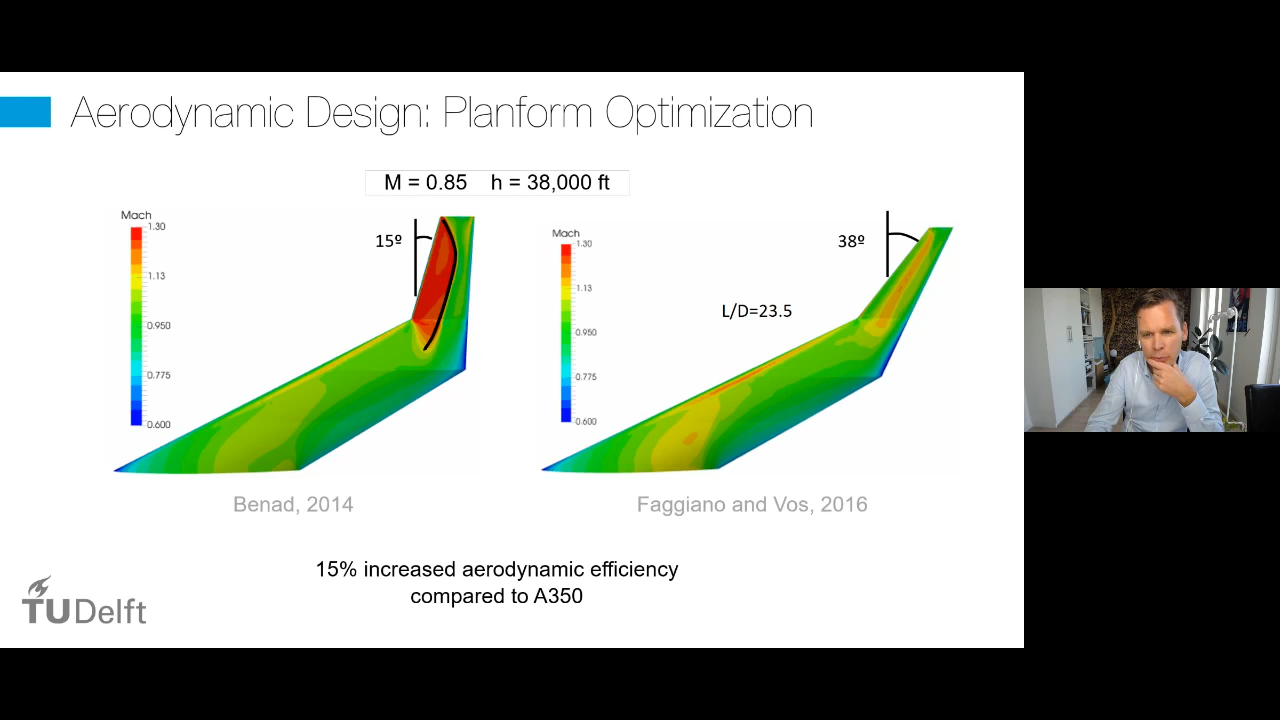 Aerodynamic Design: Planform Optimization
M = 0.85 h = 38,000 ft
Mach
1.30
1.13
0.950
0.775
0.600
15º
Mach
1.30
1.13
0.950
0.775
0.600
38º
L/D=23.5
Benad, 2014
Faggiano and Vos, 2016
15% increased aerodynamic efficiency
compared to A350
TU Delft